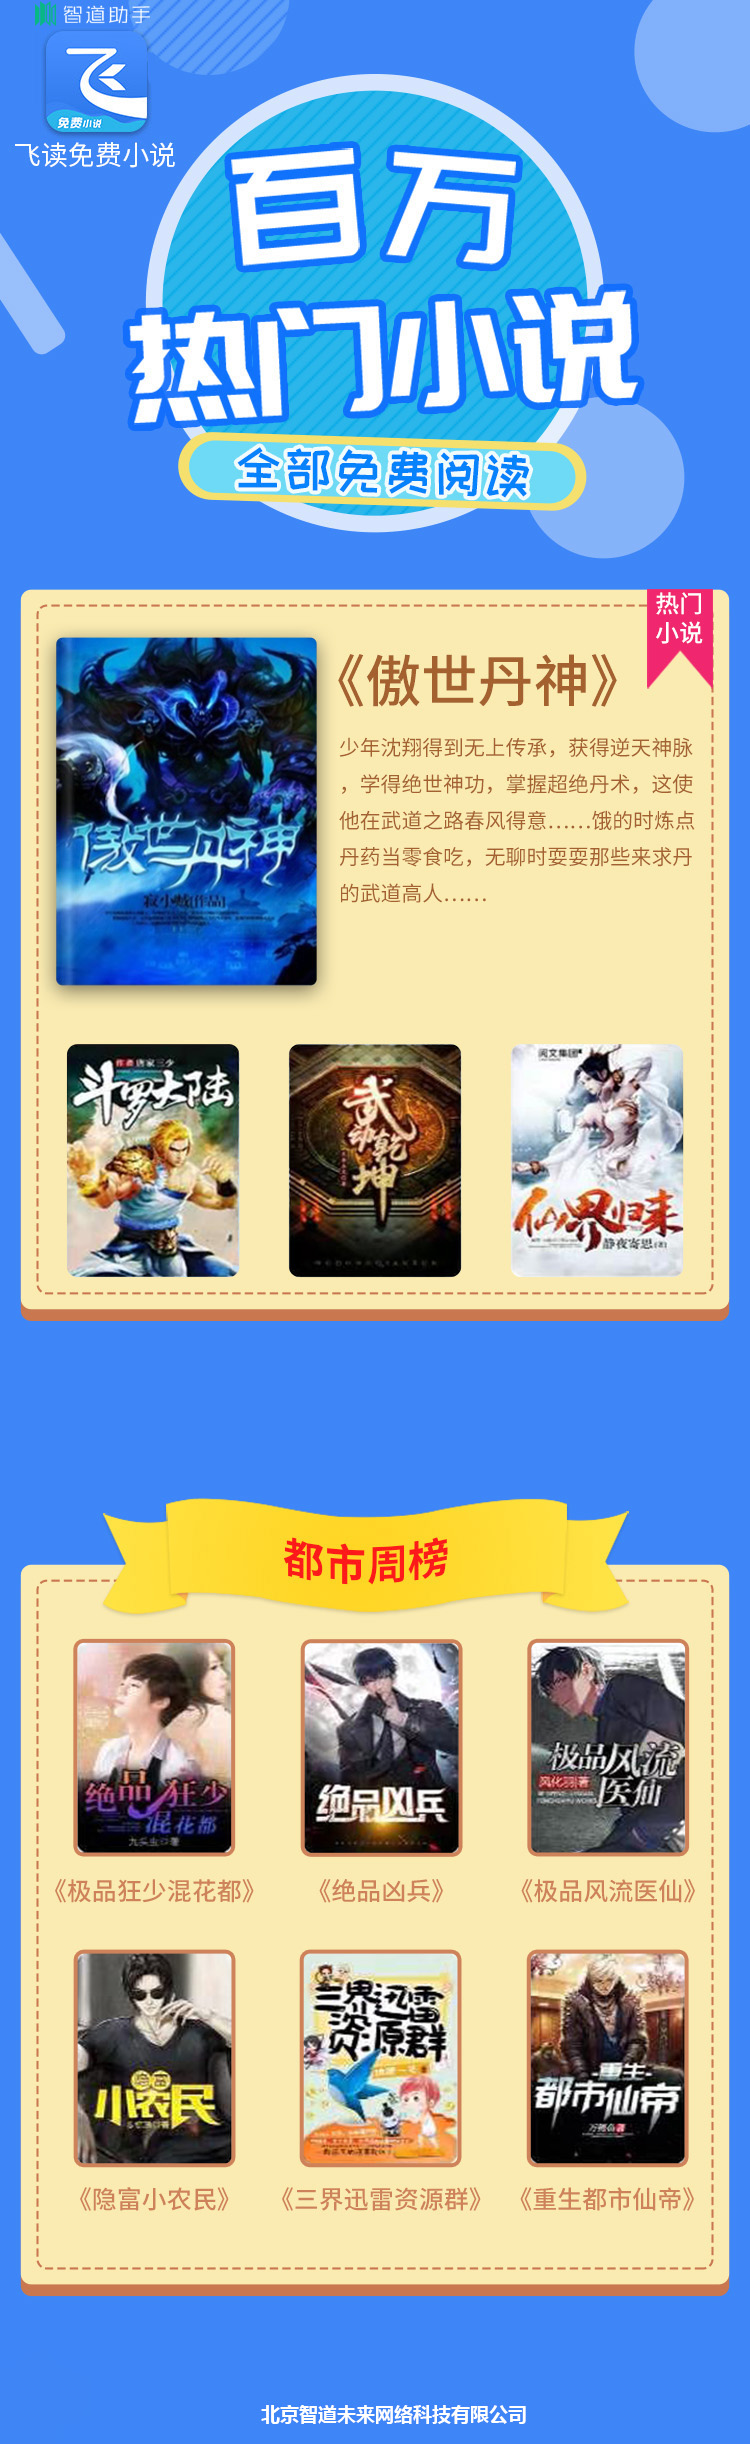 智道助手
免费小说
飞读免费小说
百万
热门小说
全部免费阅读
热门
小说
《傲世丹神》
少年沈翔得到无上传承，获得逆天神脉
，学得绝世神功，掌握超绝丹术，这使
他在武道之路春风得意……饿的时炼点
丹药当零食吃，无聊时耍耍那些来求丹
的武道高人……
傲世丹神
寂小贼[作品]
作者 唐家三少
斗罗大陆
武动乾坤
WUDONGQIANKUN
阅文集团
仙界归来
静夜寄思(著)
都市周榜
绝品狂少
混花都
九头虫◎著
绝品凶兵
极品风流
风化羽著
医仙
《极品狂少混花都》
《绝品凶兵》
《极品风流医仙》
隐富
小农民
三界迅雷
资源群
重生
都市仙帝
《隐富小农民》
《三界迅雷资源群》
《重生都市仙帝》
北京智道未来网络科技有限公司